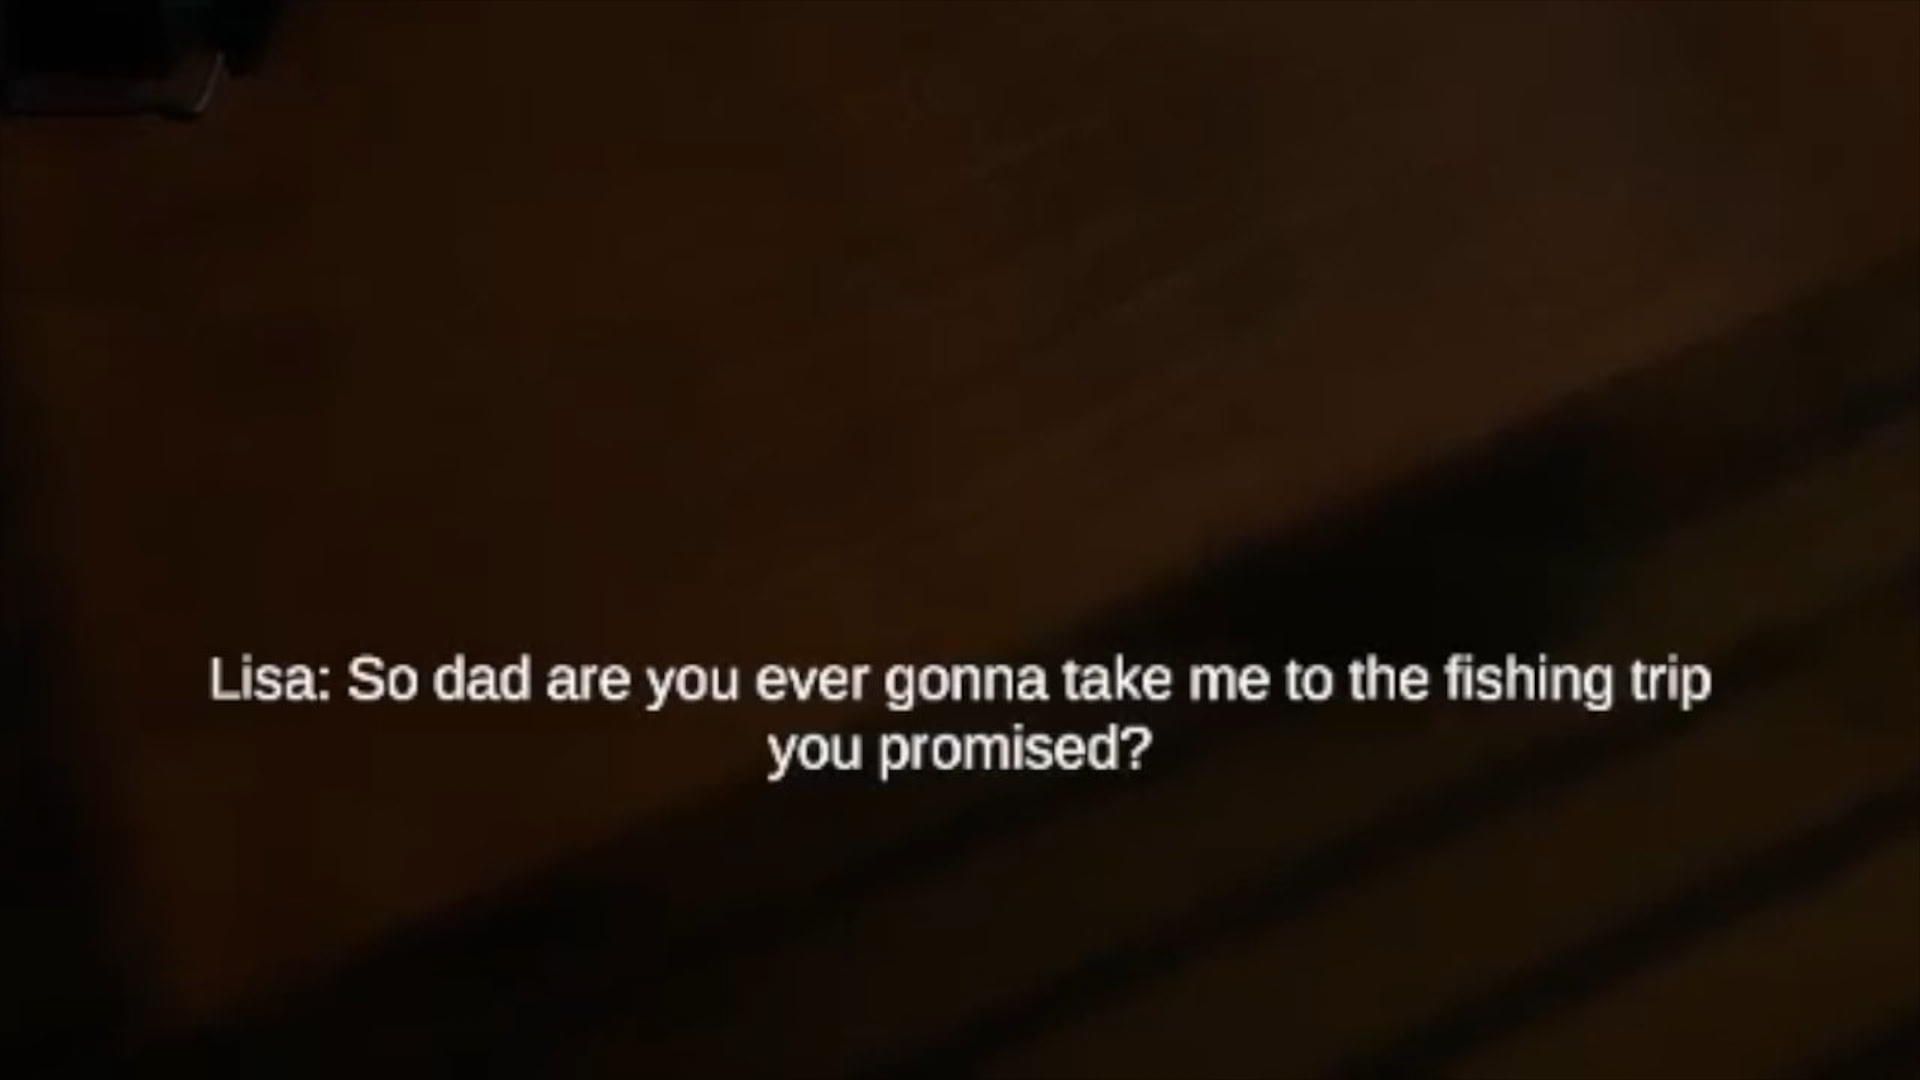 Lisa: So dad are you ever gonna take me to the fishing trip
you promised?